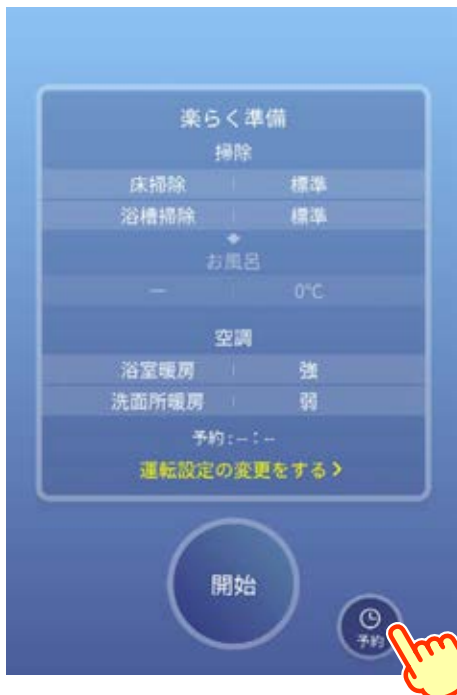 楽らく準備
掃除
床掃除 標準
浴槽掃除 標準
お風呂
ー 0℃
空調
浴室暖房 強
洗面所暖房 弱
予約:--:--
運転設定の変更をする>
開始
予約